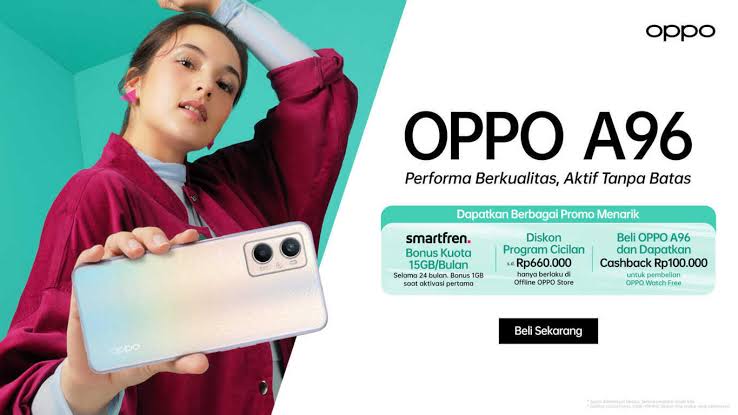 oppo
OPPO A96
Performa Berkualitas, Aktif Tanpa Batas
Dapatkan Berbagai Promo Menarik
smartfren.
Bonus Kuota
15GB/Bulan
Selama 24 bulan. Bonus 1GB
saat aktivasi pertama
Diskon
Program Cicilan
s.d Rp660.000
hanya berlaku di
Offline OPPO Store
Beli OPPO A96
dan Dapatkan
Cashback Rp100.000
untuk pembelian
OPPO Watch Free
Beli Sekarang
oppo